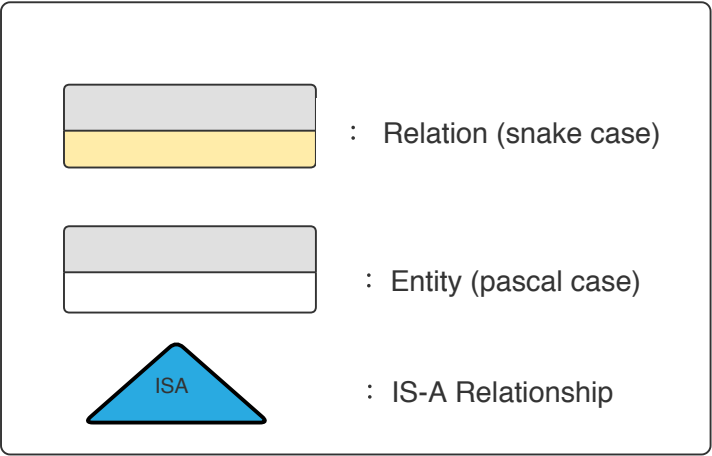 : Relation (snake case)
: Entity (pascal case)
ISA : IS-A Relationship